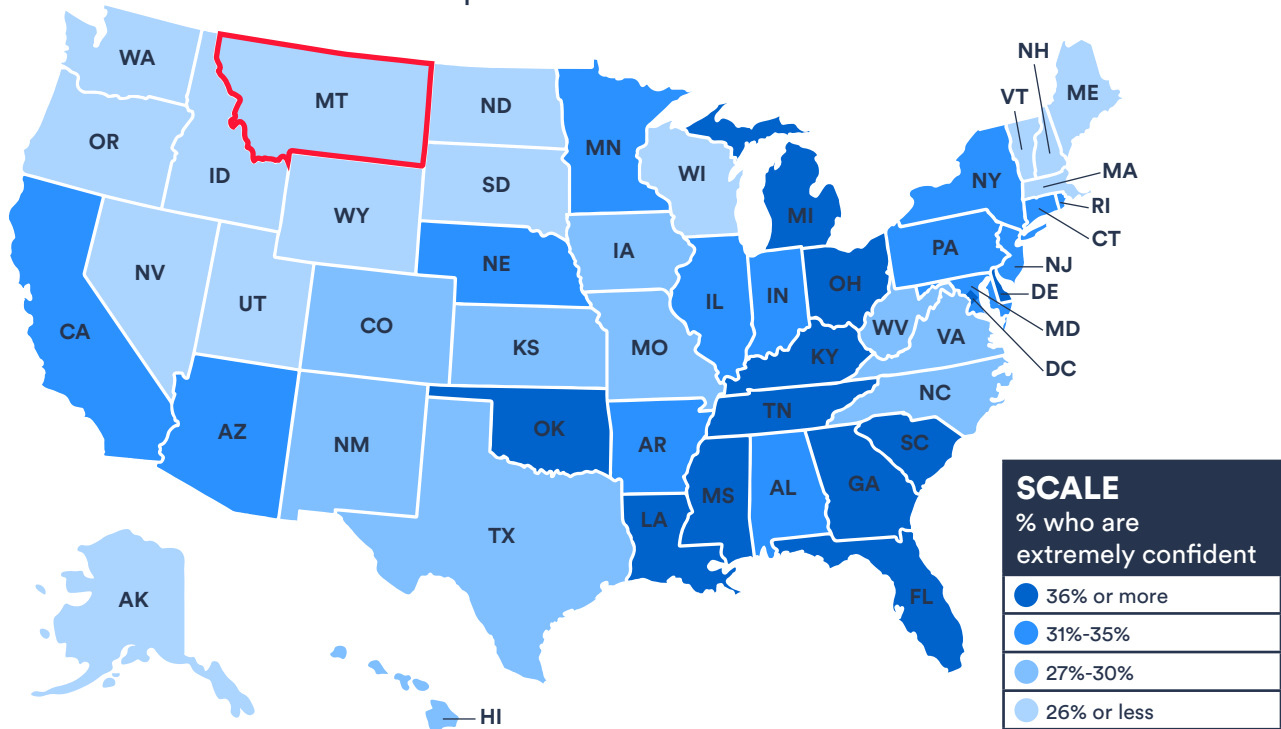 NH
WA
VT
ME
MT
ND
OR
MN
ID
SD
WI
NY
MA
WY
MI
RI
CT
IA
PA
NV
NE
NJ
UT
OH
DE
IL
IN
CA
CO
WV
MD
KS
MO
VA
KY
DC
NC
TN
AZ
OK
NM
AR
SC
MS
AL
GA
LA
TX
AK
FL
HI
SCALE
% who are
extremely confident
36% or more
31%-35%
27%-30%
26% or less